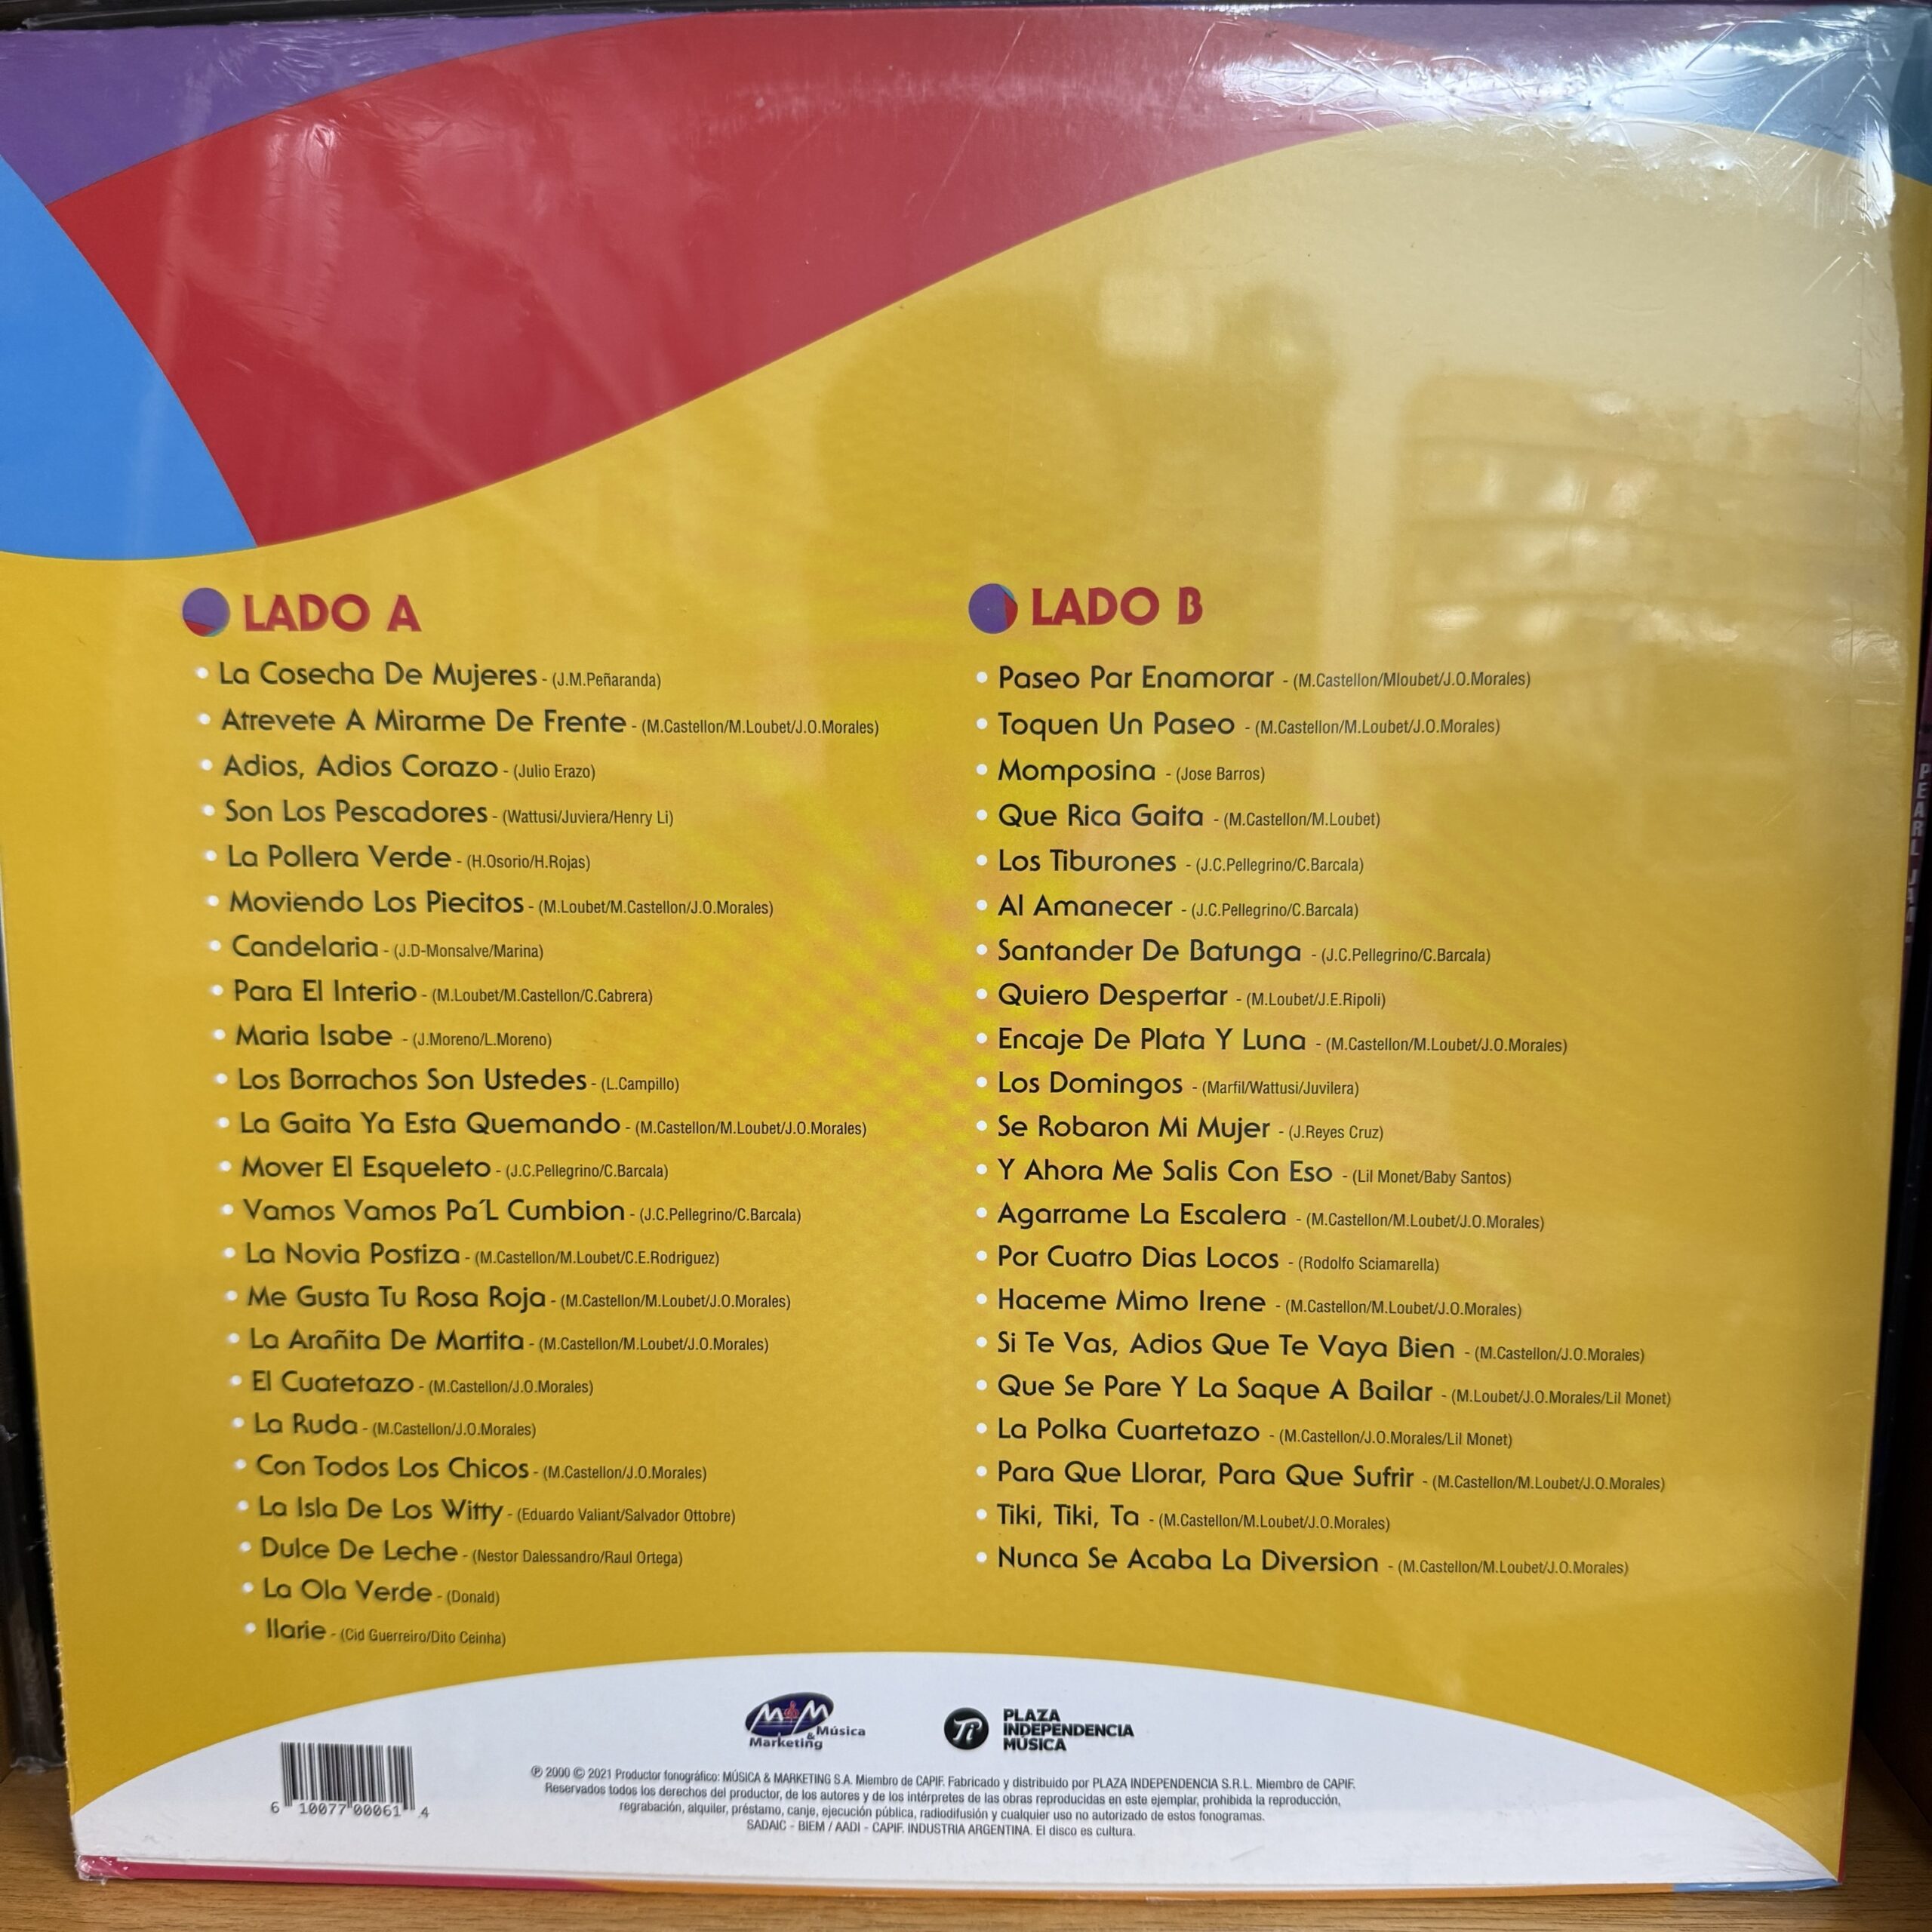 LADO A
La Cosecha De Mujeres - (J.M.Peñaranda)
Atrevete A Mirarme De Frente - (M.Castellon/M.Loubet/J.O.Morales)
Adios, Adios Corazo - (Julio Erazo)
Son Los Pescadores - (Wattusi/Juviera/Henry Li)
La Pollera Verde - (H.Osorio/H.Rojas)
Moviendo Los Piecitos - (M.Loubet/M.Castellon/J.O.Morales)
Candelaria - (J.D-Monsalve/Marina)
Para El Interio - (M.Loubet/M.Castellon/C.Cabrera)
Maria Isabe - (J.Moreno/L.Moreno)
Los Borrachos Son Ustedes - (L.Campillo)
La Gaita Ya Esta Quemando - (M.Castellon/M.Loubet/J.O.Morales)
Mover El Esqueleto - (J.C.Pellegrino/C.Barcala)
Vamos Vamos Pa´L Cumbion - (J.C.Pellegrino/C.Barcala)
La Novia Postiza - (M.Castellon/M.Loubet/C.E.Rodriguez)
Me Gusta Tu Rosa Roja - (M.Castellon/M.Loubet/J.O.Morales)
La Arañita De Martita - (M.Castellon/M.Loubet/J.O.Morales)
El Cuatetazo - (M.Castellon/J.O.Morales)
La Ruda - (M.Castellon/J.O.Morales)
Con Todos Los Chicos - (M.Castellon/J.O.Morales)
La Isla De Los Witty - (Eduardo Valiant/Salvador Ottobre)
Dulce De Leche - (Nestor Dalessandro/Raul Ortega)
La Ola Verde - (Donald)
Ilarie - (Cid Guerreiro/Dito Ceinha)
LADO B
Paseo Par Enamorar - (M.Castellon/Mloubet/J.O.Morales)
Toquen Un Paseo - (M.Castellon/M.Loubet/J.O.Morales)
Momposina - (Jose Barros)
Que Rica Gaita - (M.Castellon/M.Loubet)
Los Tiburones - (J.C.Pellegrino/C.Barcala)
Al Amanecer - (J.C.Pellegrino/C.Barcala)
Santander De Batunga - (J.C.Pellegrino/C.Barcala)
Quiero Despertar - (M.Loubet/J.E.Ripoli)
Encaje De Plata Y Luna - (M.Castellon/M.Loubet/J.O.Morales)
Los Domingos - (Marfil/Wattusi/Juvilera)
Se Robaron Mi Mujer - (J.Reyes Cruz)
Y Ahora Me Salis Con Eso - (Lil Monet/Baby Santos)
Agarrame La Escalera - (M.Castellon/M.Loubet/J.O.Morales)
Por Cuatro Dias Locos - (Rodolfo Sciamarella)
Haceme Mimo Irene - (M.Castellon/M.Loubet/J.O.Morales)
Si Te Vas, Adios Que Te Vaya Bien - (M.Castellon/J.O.Morales)
Que Se Pare Y La Saque A Bailar - (M.Loubet/J.O.Morales/Lil Monet)
La Polka Cuartetazo - (M.Castellon/J.O.Morales/Lil Monet)
Para Que Llorar, Para Que Sufrir - (M.Castellon/M.Loubet/J.O.Morales)
Tiki, Tiki, Ta - (M.Castellon/M.Loubet/J.O.Morales)
Nunca Se Acaba La Diversion - (M.Castellon/M.Loubet/J.O.Morales)
PEARL JAM
M&M
Música
&
Marketing
PLAZA
INDEPENDENCIA
MÚSICA
6 10077 00061 4
℗ 2000 © 2021 Productor fonográfico: MÚSICA & MARKETING S.A. Miembro de CAPIF. Fabricado y distribuido por PLAZA INDEPENDENCIA S.R.L. Miembro de CAPIF.
Reservados todos los derechos del productor, de los autores y de los intérpretes de las obras reproducidas en este ejemplar, prohibida la reproducción,
regrabación, alquiler, préstamo, canje, ejecución pública, radiodifusión y cualquier uso no autorizado de estos fonogramas.
SADAIC - BIEM / AADI - CAPIF. INDUSTRIA ARGENTINA. El disco es cultura.